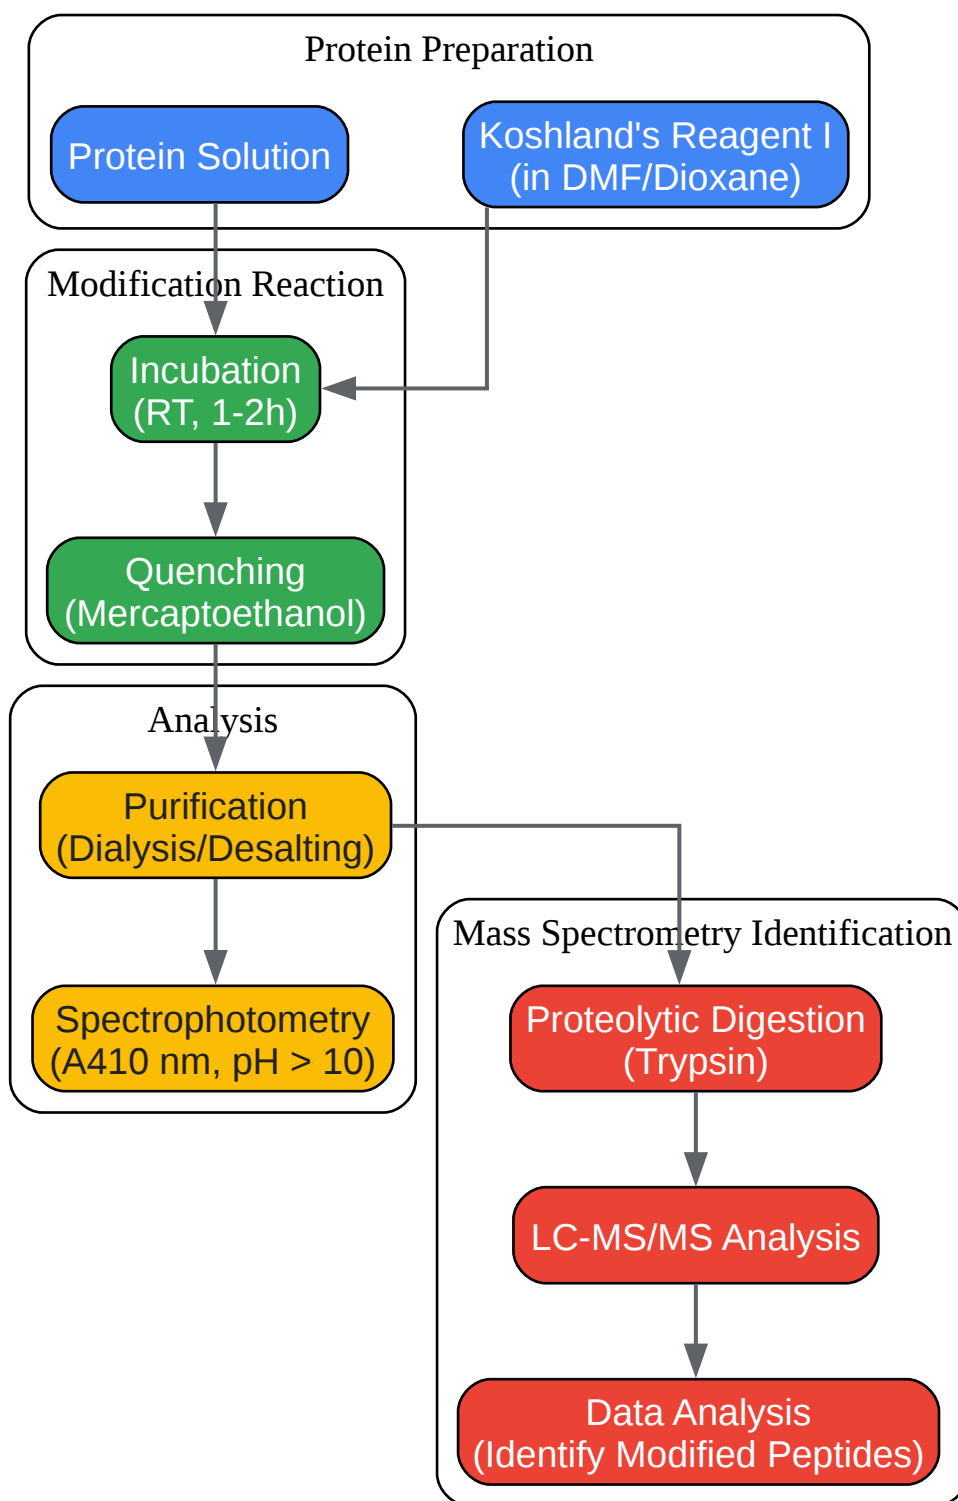 Protein Preparation
Protein Solution
Koshland's Reagent I
(in DMF/Dioxane)
Modification Reaction
Incubation
(RT, 1-2h)
Quenching
(Mercaptoethanol)
Analysis
Purification
(Dialysis/Desalting)
Spectrophotometry
(A410 nm, pH > 10)
Mass Spectrometry Identification
Proteolytic Digestion
(Trypsin)
LC-MS/MS Analysis
Data Analysis
(Identify Modified Peptides)